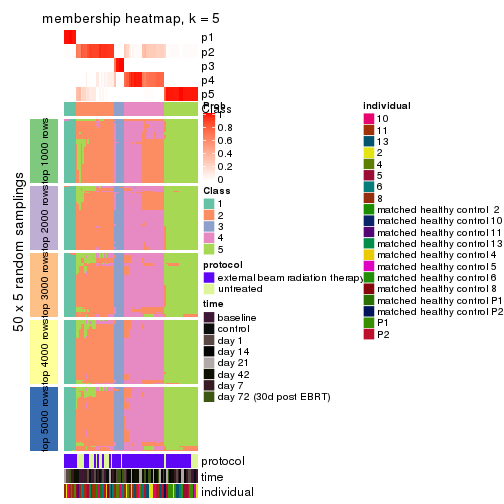 membership heatmap, k = 5
p1
p2
p3
p4
p5
Prob
Class
1
0.8
0.6
0.4
0.2
0
Class
1
2
3
4
5
protocol
external beam radiation therapy
untreated
time
baseline
control
day 1
day 14
day 21
day 42
day 7
day 72 (30d post EBRT)
individual
10
11
13
2
4
5
6
8
matched healthy control 2
matched healthy control 10
matched healthy control 11
matched healthy control 13
matched healthy control 4
matched healthy control 5
matched healthy control 6
matched healthy control 8
matched healthy control P1
matched healthy control P2
P1
P2
50 x 5 random samplings
top 1000 rows
top 2000 rows
top 3000 rows
top 4000 rows
top 5000 rows
protocol
time
individual